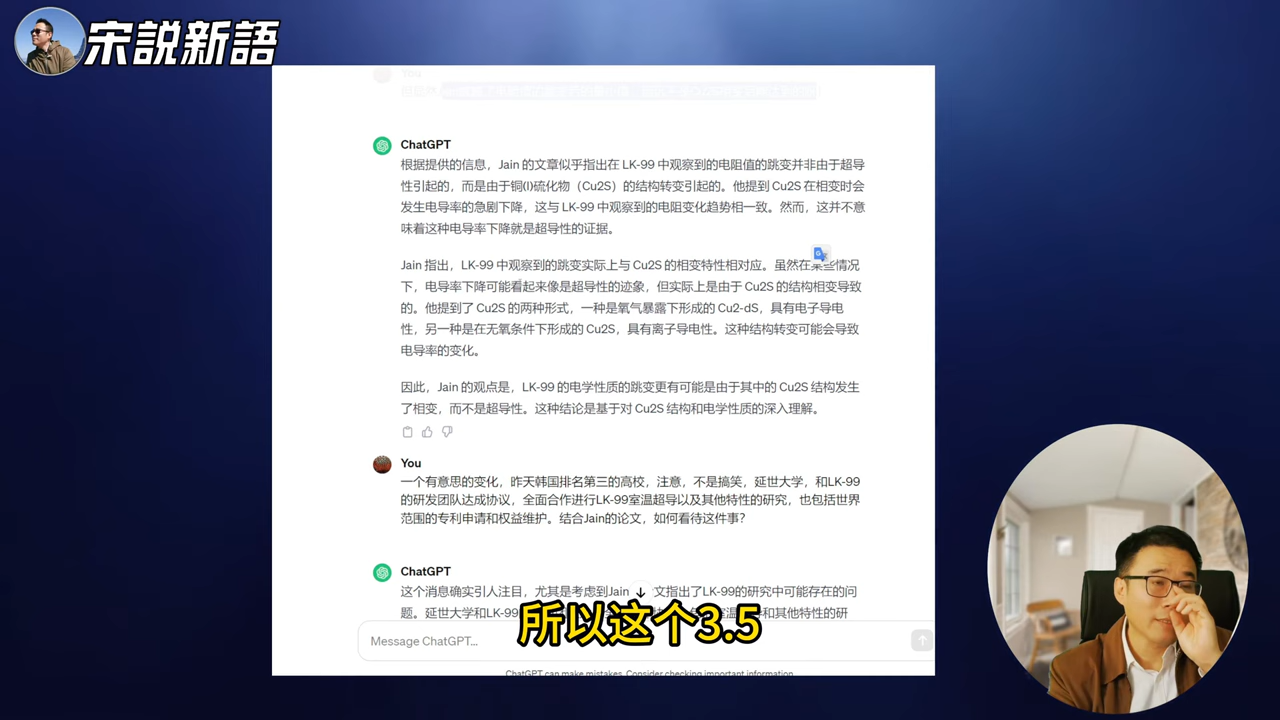 宋説新語
You
ChatGPT
根据提供的信息，Jain 的文章似乎指出在 LK-99 中观察到的电阻值的跳变并非由于超导
性引起的，而是由于铜(I)硫化物（Cu2S）的结构转变引起的。他提到 Cu2S 在相变时会
发生电导率的急剧下降，这与 LK-99 中观察到的电阻变化趋势相一致。然而，这并不意
味着这种电导率下降就是超导性的证据。
Jain 指出，LK-99 中观察到的跳变实际上与 Cu2S 的相变特性相对应。虽然在某些情况
下，电导率下降可能看起来像是超导性的迹象，但实际上是由于 Cu2S 的结构相变导致
的。他提到了 Cu2S 的两种形式，一种是氧气暴露下形成的 Cu2-dS，具有电子导电
性，另一种是在无氧条件下形成的 Cu2S，具有离子导电性。这种结构转变可能会导致
电导率的变化。
因此，Jain 的观点是，LK-99 的电学性质的跳变更有可能是由于其中的 Cu2S 结构发生
了相变，而不是超导性。这种结论是基于对 Cu2S 结构和电学性质的深入理解。
You
一个有意思的变化，昨天韩国排名第三的高校，注意，不是搞笑，延世大学，和LK-99
的研发团队达成协议，全面合作进行LK-99室温超导以及其他特性的研究，也包括世界
范围的专利申请和权益维护。结合Jain的论文，如何看待这件事？
ChatGPT
这个消息确实引人注目，尤其是考虑到Jain 文指出了LK-99的研究中可能存在的问
题。延世大学和LK-9 室温 和其他特性的研
所以这个3.5
Message ChatGPT...
ChatGPT can make mistakes. Consider checking important information.